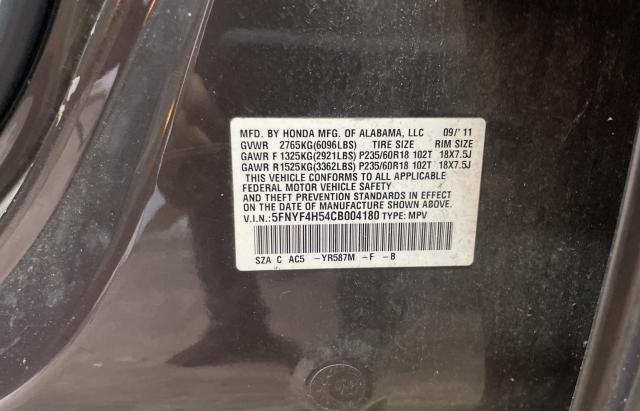 MFD. BY HONDA MFG. OF ALABAMA, LLC 09/'11
GVWR 2765KG(6096LBS) TIRE SIZE RIM SIZE
GAWR F 1325KG(2921LBS) P235/60R18 102T 18X7.5J
GAWR R1525KG(3362LBS) P235/60R18 102T 18X7.5J
THIS VEHICLE CONFORMS TO ALL APPLICABLE
FEDERAL MOTOR VEHICLE SAFETY
AND THEFT PREVENTION STANDARDS IN EFFECT
ON THE DATE OF MANUFACTURE SHOWN ABOVE.
V.I.N.: 5FNYF4H54CB004180 TYPE: MPV
SZA C AC5 -YR587M -F -B